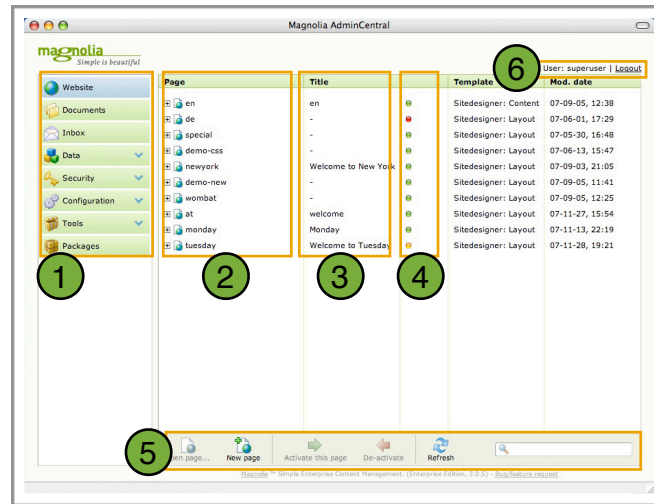 Magnolia AdminCentral
magnolia
Simple is beautiful
6
User: superuser | Logout
Website
Documents
Inbox
Data
Security
Configuration
Tools
Packages
Page Title Template Mod. date
en en Sitedesigner: Content 07-09-05, 12:38
de - Sitedesigner: Layout 07-06-01, 17:29
special - Sitedesigner: Layout 07-05-30, 16:48
demo-css - Sitedesigner: Layout 07-06-13, 15:47
newyork Welcome to New York Sitedesigner: Layout 07-09-03, 21:05
demo-new - Sitedesigner: Layout 07-09-05, 11:41
wombat - Sitedesigner: Layout 07-09-05, 12:25
at welcome Sitedesigner: Layout 07-11-27, 15:54
monday Monday Sitedesigner: Layout 07-11-13, 22:19
tuesday Welcome to Tuesday Sitedesigner: Layout 07-11-28, 19:21
1 2 3 4
5
page... New page Activate this page De-activate Refresh
Magnolia ™ Simple Enterprise Content Management. (Enterprise Edition, 3.0.5) - Bug/feature request